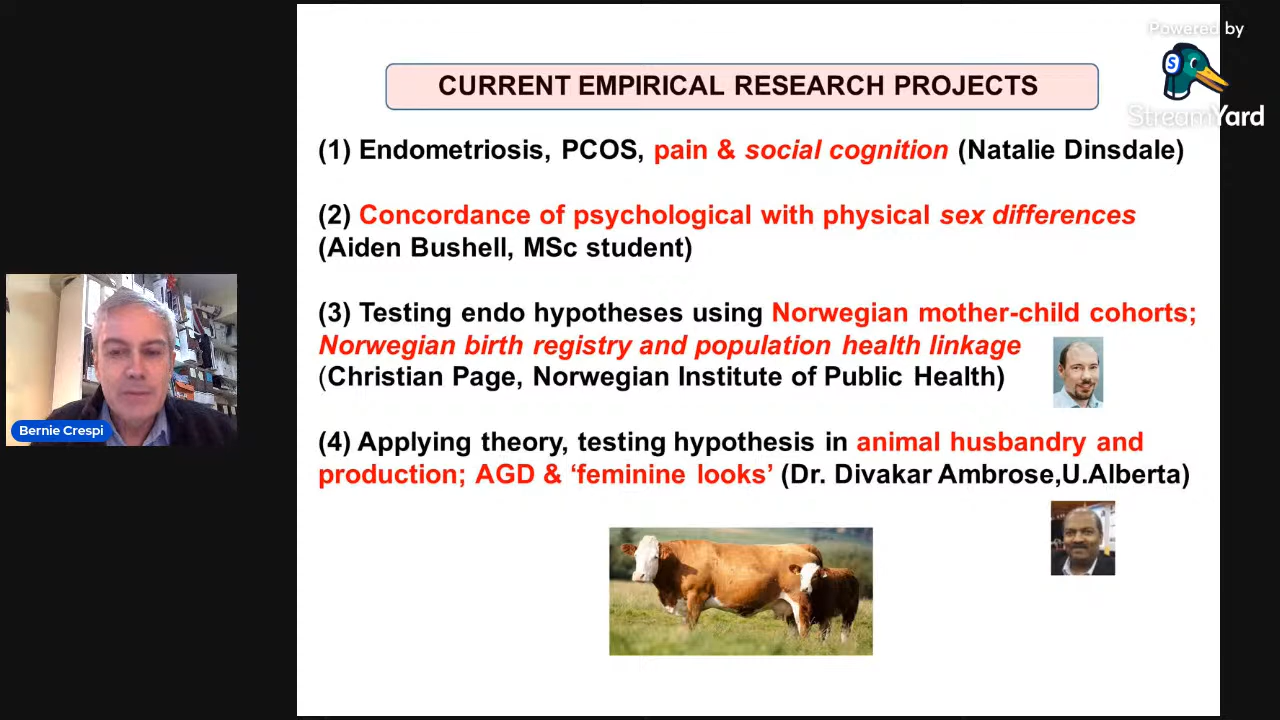 Powered by
S
StreamYard
CURRENT EMPIRICAL RESEARCH PROJECTS
(1) Endometriosis, PCOS, pain & social cognition (Natalie Dinsdale)
(2) Concordance of psychological with physical sex differences
(Aiden Bushell, MSc student)
(3) Testing endo hypotheses using Norwegian mother-child cohorts;
Norwegian birth registry and population health linkage
(Christian Page, Norwegian Institute of Public Health)
(4) Applying theory, testing hypothesis in animal husbandry and
production; AGD & ‘feminine looks’ (Dr. Divakar Ambrose,U.Alberta)
Bernie Crespi